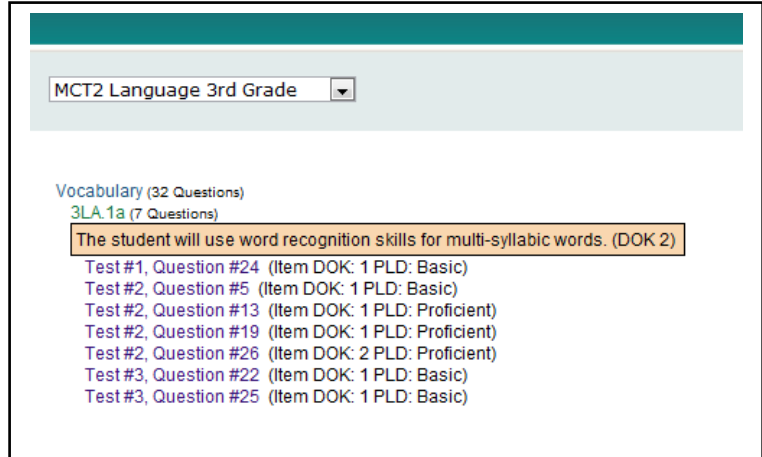 MCT2 Language 3rd Grade
Vocabulary (32 Questions)
3LA.1a (7 Questions)
The student will use word recognition skills for multi-syllabic words. (DOK 2)
Test #1, Question #24 (Item DOK: 1 PLD: Basic)
Test #2, Question #5 (Item DOK: 1 PLD: Basic)
Test #2, Question #13 (Item DOK: 1 PLD: Proficient)
Test #2, Question #19 (Item DOK: 1 PLD: Proficient)
Test #2, Question #26 (Item DOK: 2 PLD: Proficient)
Test #3, Question #22 (Item DOK: 1 PLD: Basic)
Test #3, Question #25 (Item DOK: 1 PLD: Basic)